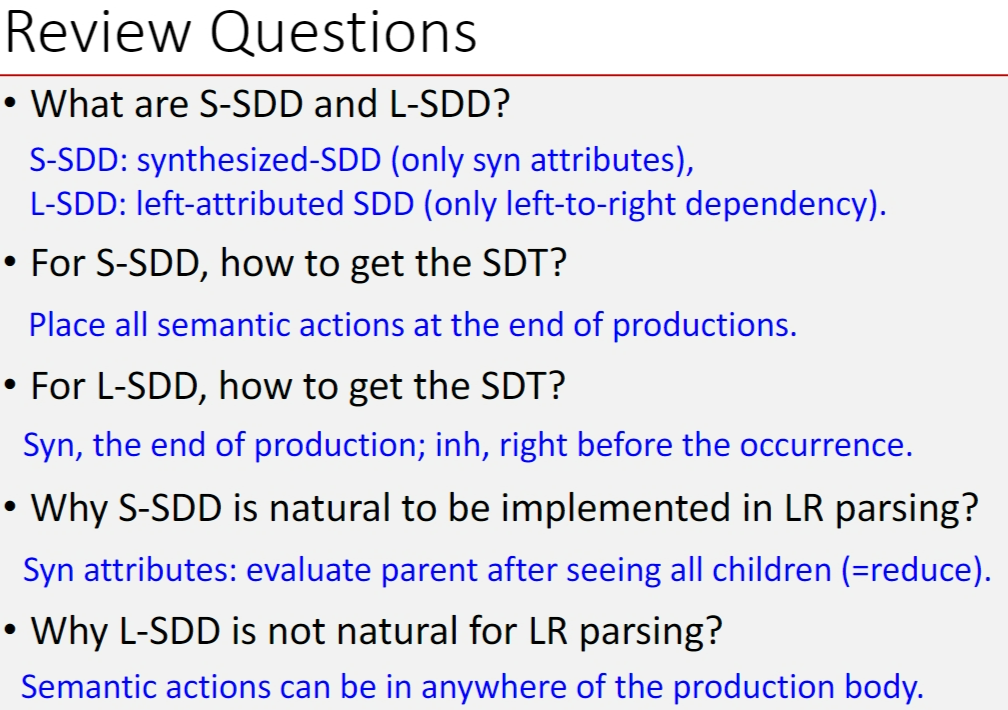 Review Questions
• What are S-SDD and L-SDD?
S-SDD: synthesized-SDD (only syn attributes),
L-SDD: left-attributed SDD (only left-to-right dependency).
• For S-SDD, how to get the SDT?
Place all semantic actions at the end of productions.
• For L-SDD, how to get the SDT?
Syn, the end of production; inh, right before the occurrence.
• Why S-SDD is natural to be implemented in LR parsing?
Syn attributes: evaluate parent after seeing all children (=reduce).
• Why L-SDD is not natural for LR parsing?
Semantic actions can be in anywhere of the production body.